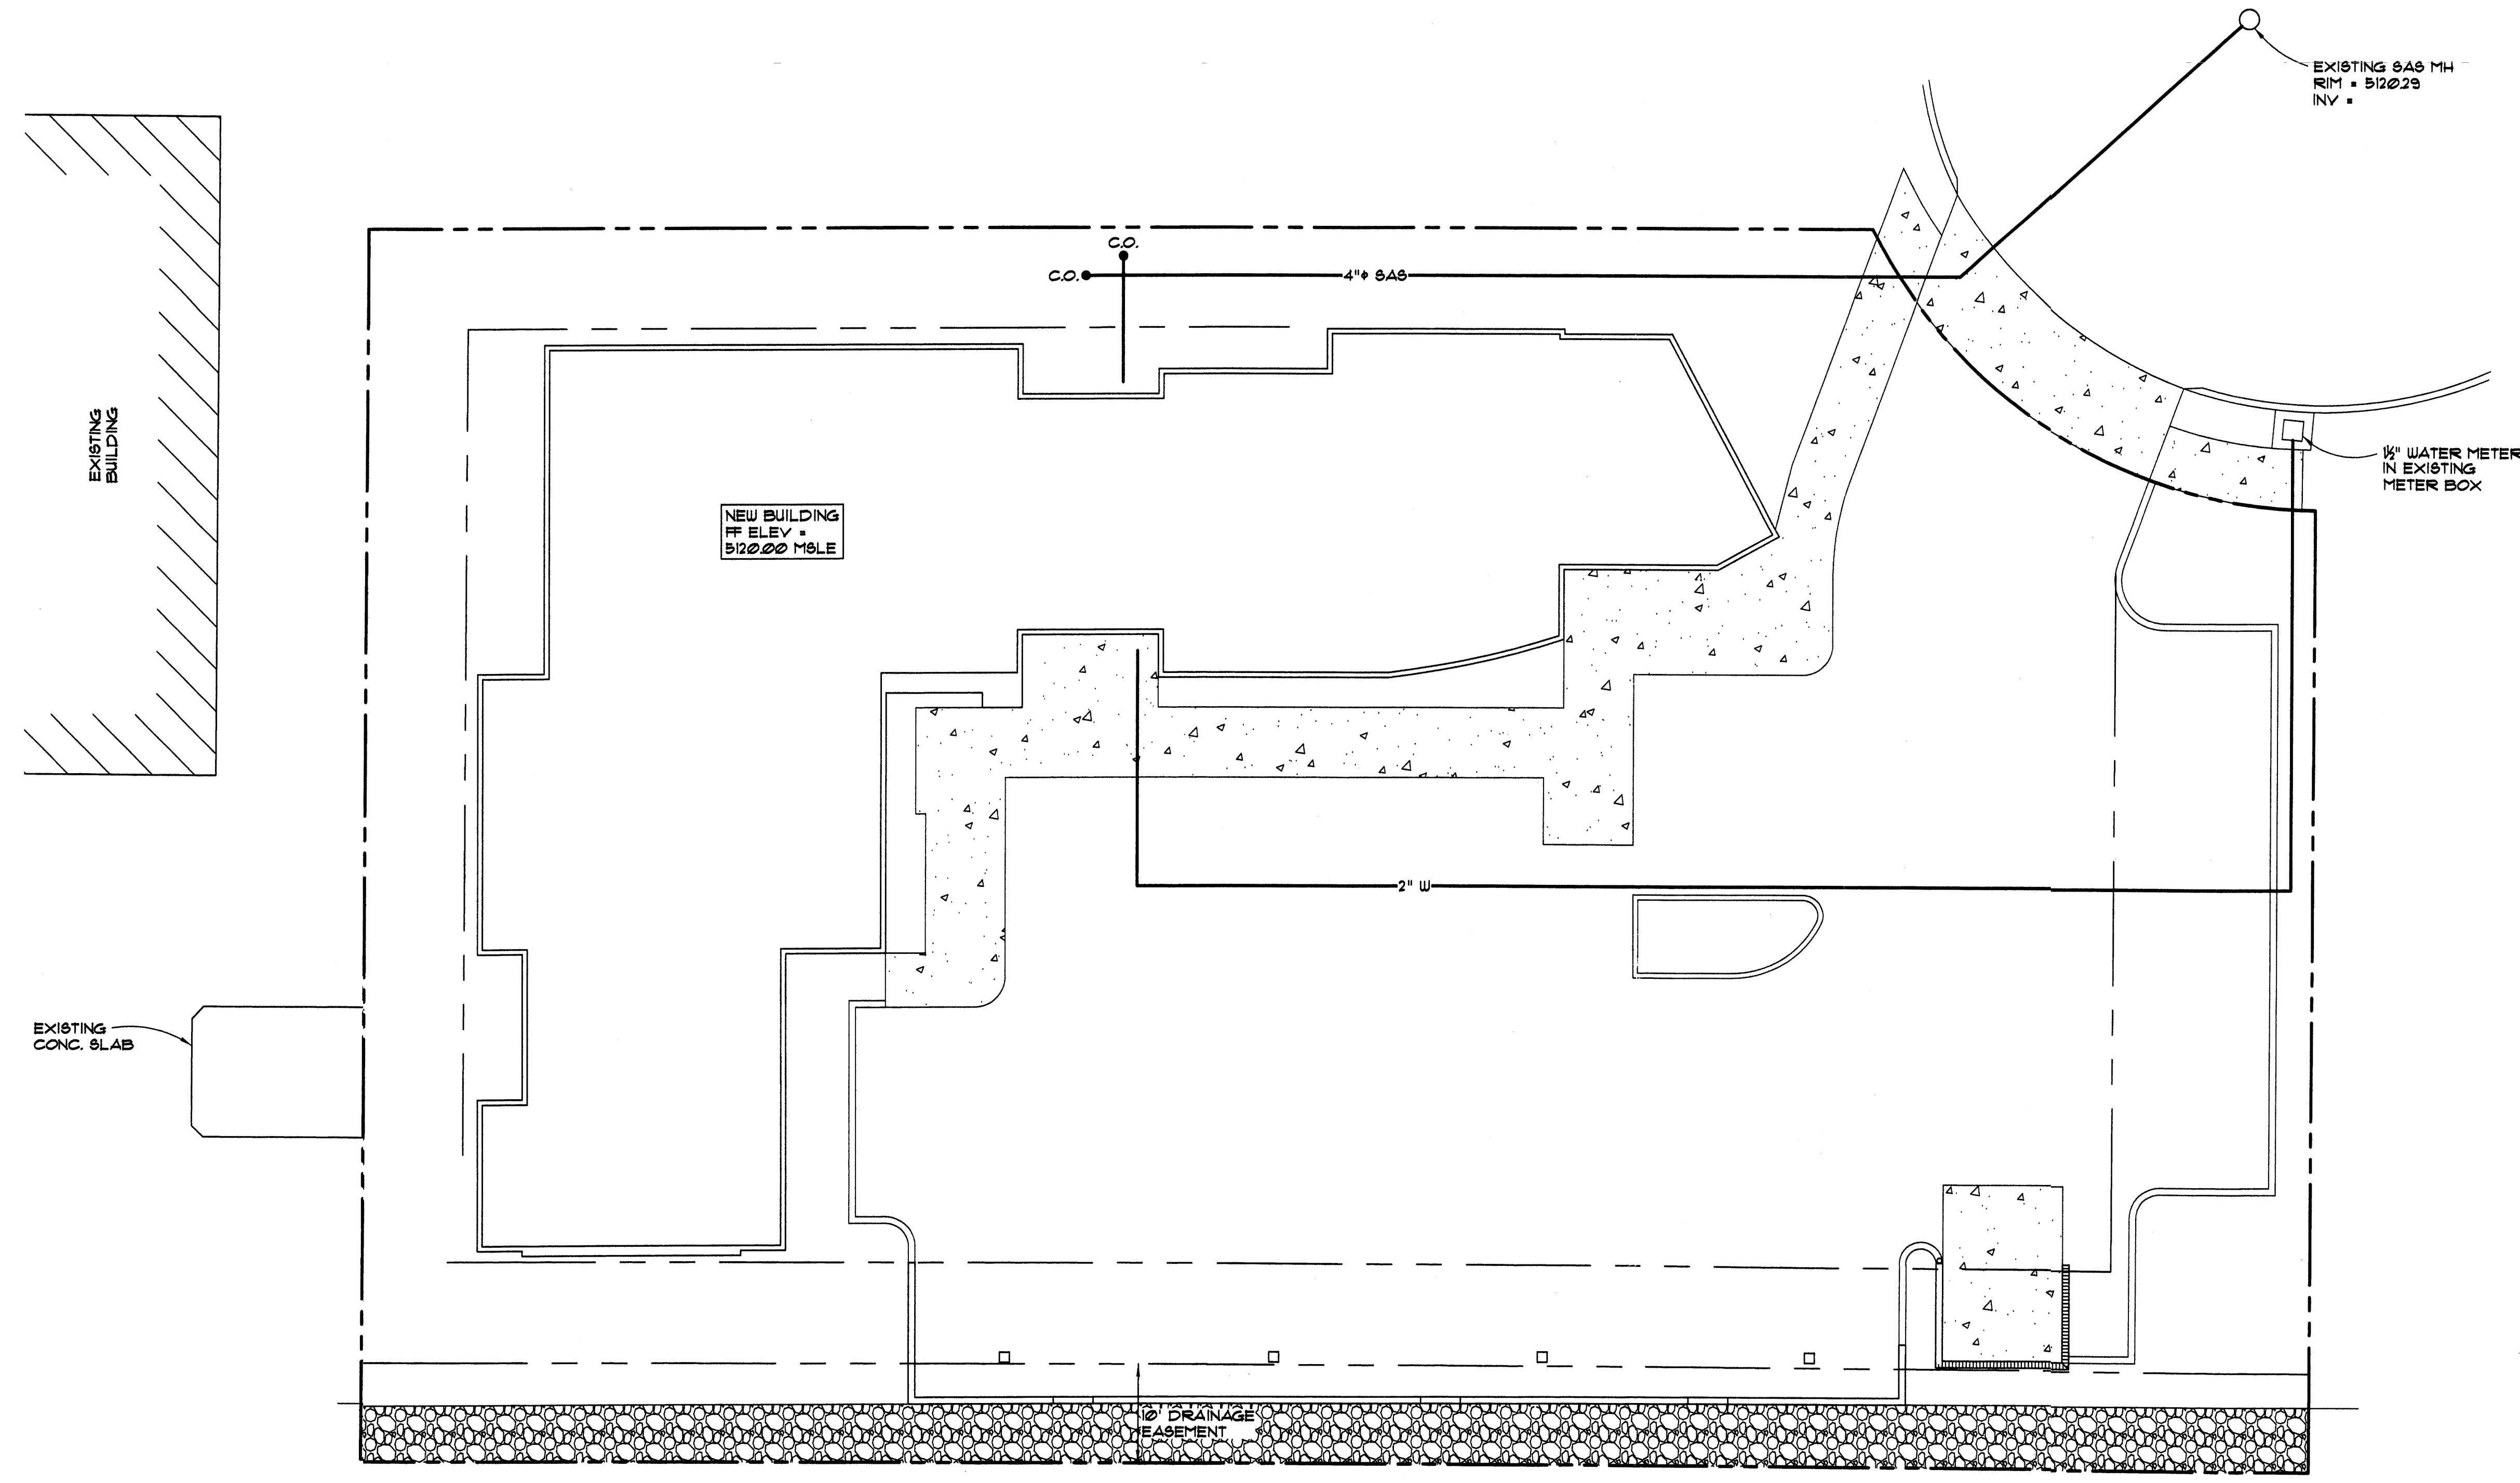 EXISTING SAS MH
RIM = 5120.29
INV =
C.O.
C.O.
4"ϕ SAS
EXISTING
BUILDING
1½" WATER METER
IN EXISTING
METER BOX
NEW BUILDING
FF ELEV =
5120.00 MSLE
2" W
EXISTING
CONC. SLAB
10' DRAINAGE
EASEMENT